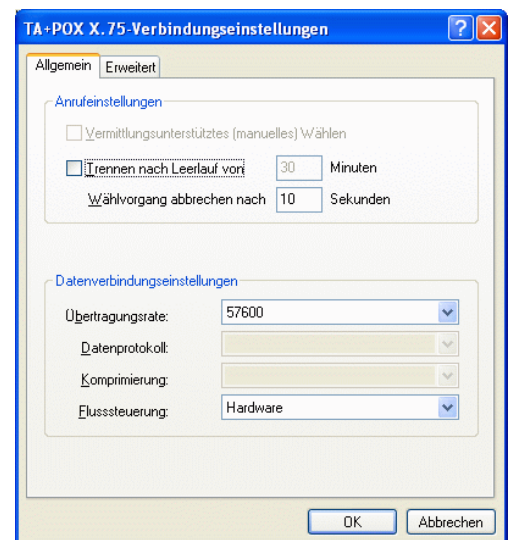 TA+POX X.75-Verbindungseinstellungen
Allgemein Erweitert
Anrufeinstellungen
Vermittlungsunterstütztes (manuelles) Wählen
Trennen nach Leerlauf von 30 Minuten
Wählvorgang abbrechen nach 10 Sekunden
Datenverbindungseinstellungen
Übertragungsrate: 57600
Datenprotokoll:
Komprimierung:
Flusssteuerung: Hardware
OK Abbrechen